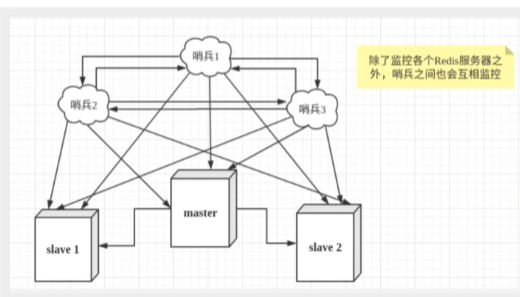 哨兵1
除了监控各个Redis服务器之
外，哨兵之间也会互相监控
哨兵2
哨兵3
master
slave 1
slave 2